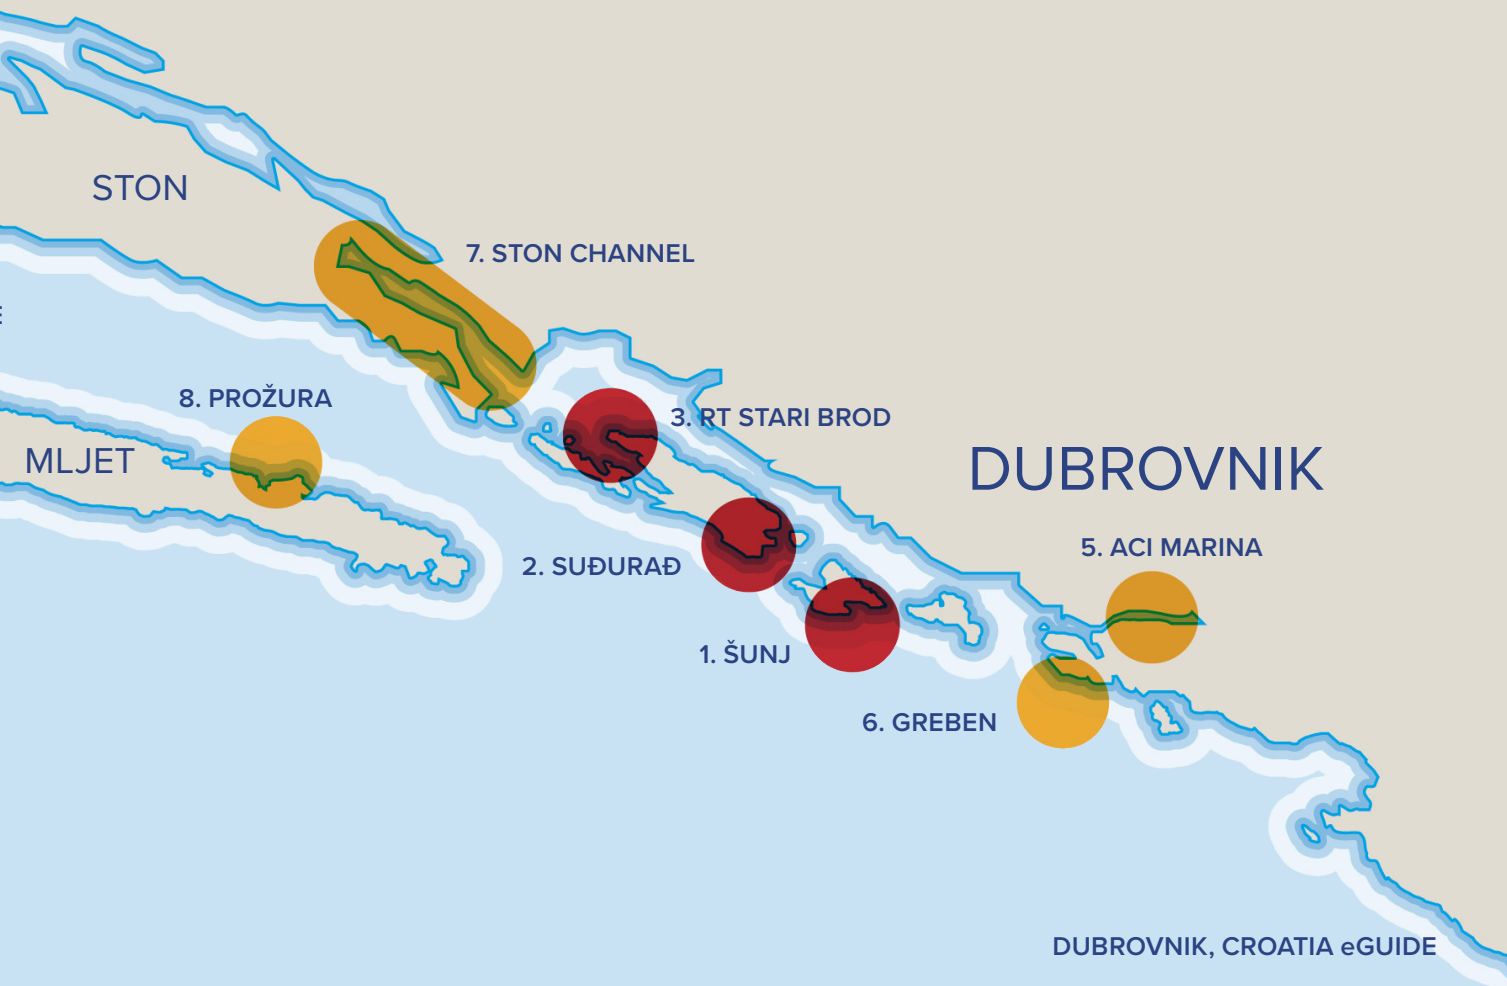 STON
7. STON CHANNEL
E
8. PROŽURA
3. RT STARI BROD
MLJET
DUBROVNIK
5. ACI MARINA
2. SUĐURAĐ
1. ŠUNJ
6. GREBEN
DUBROVNIK, CROATIA eGUIDE